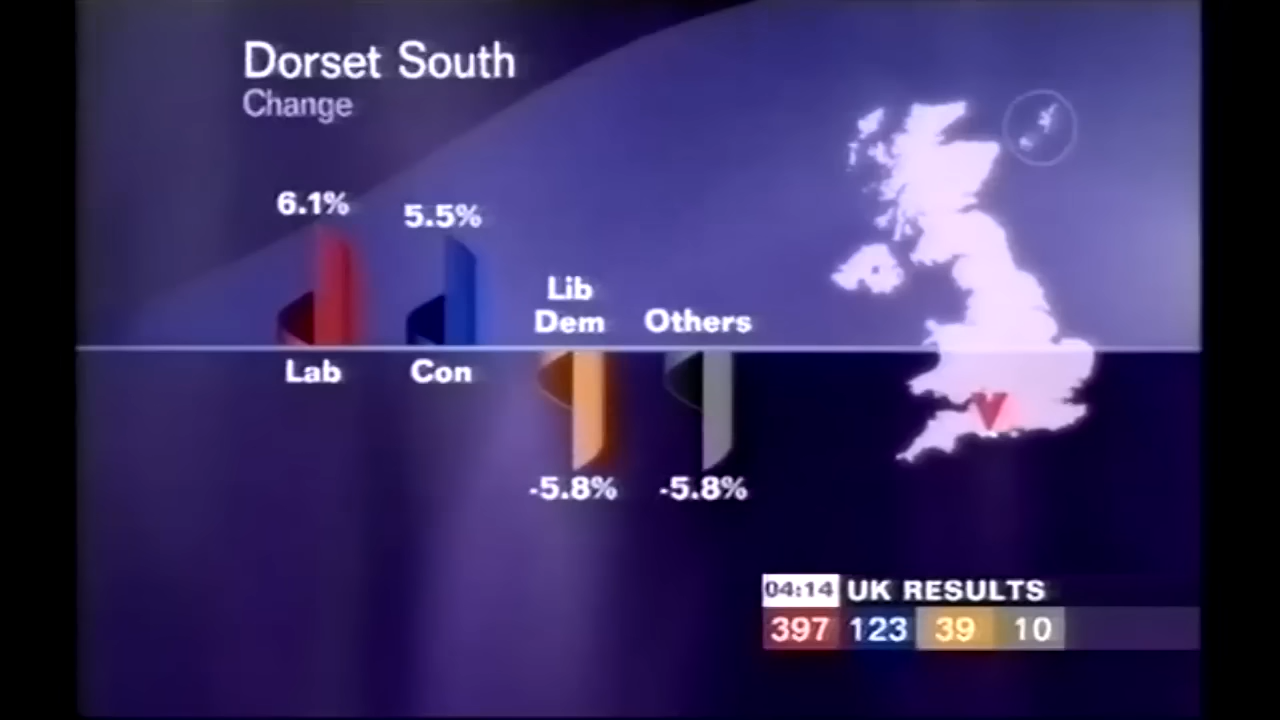 Dorset South
Change
6.1%
5.5%
Lib
Dem
Others
Lab
Con
-5.8%
-5.8%
04:14 UK RESULTS
397 123 39 10